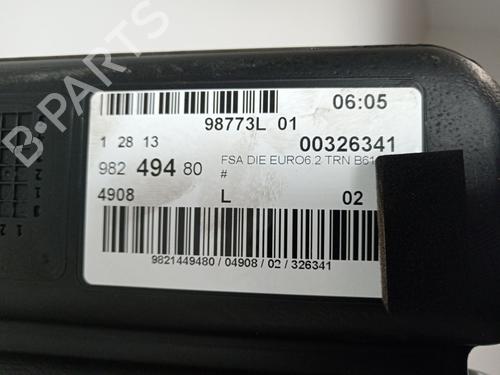 06:05
98773L 01
1 28 13
00326341
982 494 80
FSA DIE EURO6.2 TRN
#
4908
L
02
9821449480 / 04908 / 02 / 326341
B-PARTS